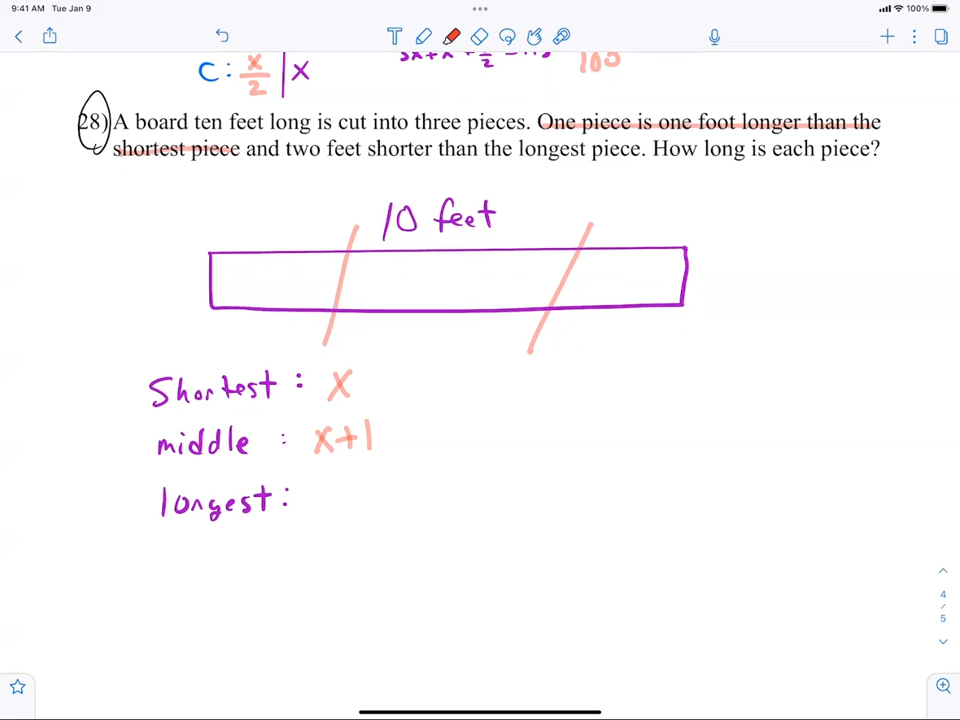 9:41 AM Tue Jan 9 100%
C: x/2 | x
100
28) A board ten feet long is cut into three pieces. One piece is one foot longer than the
shortest piece and two feet shorter than the longest piece. How long is each piece?
10 feet
Shortest: x
middle: x+1
longest:
4
/
5